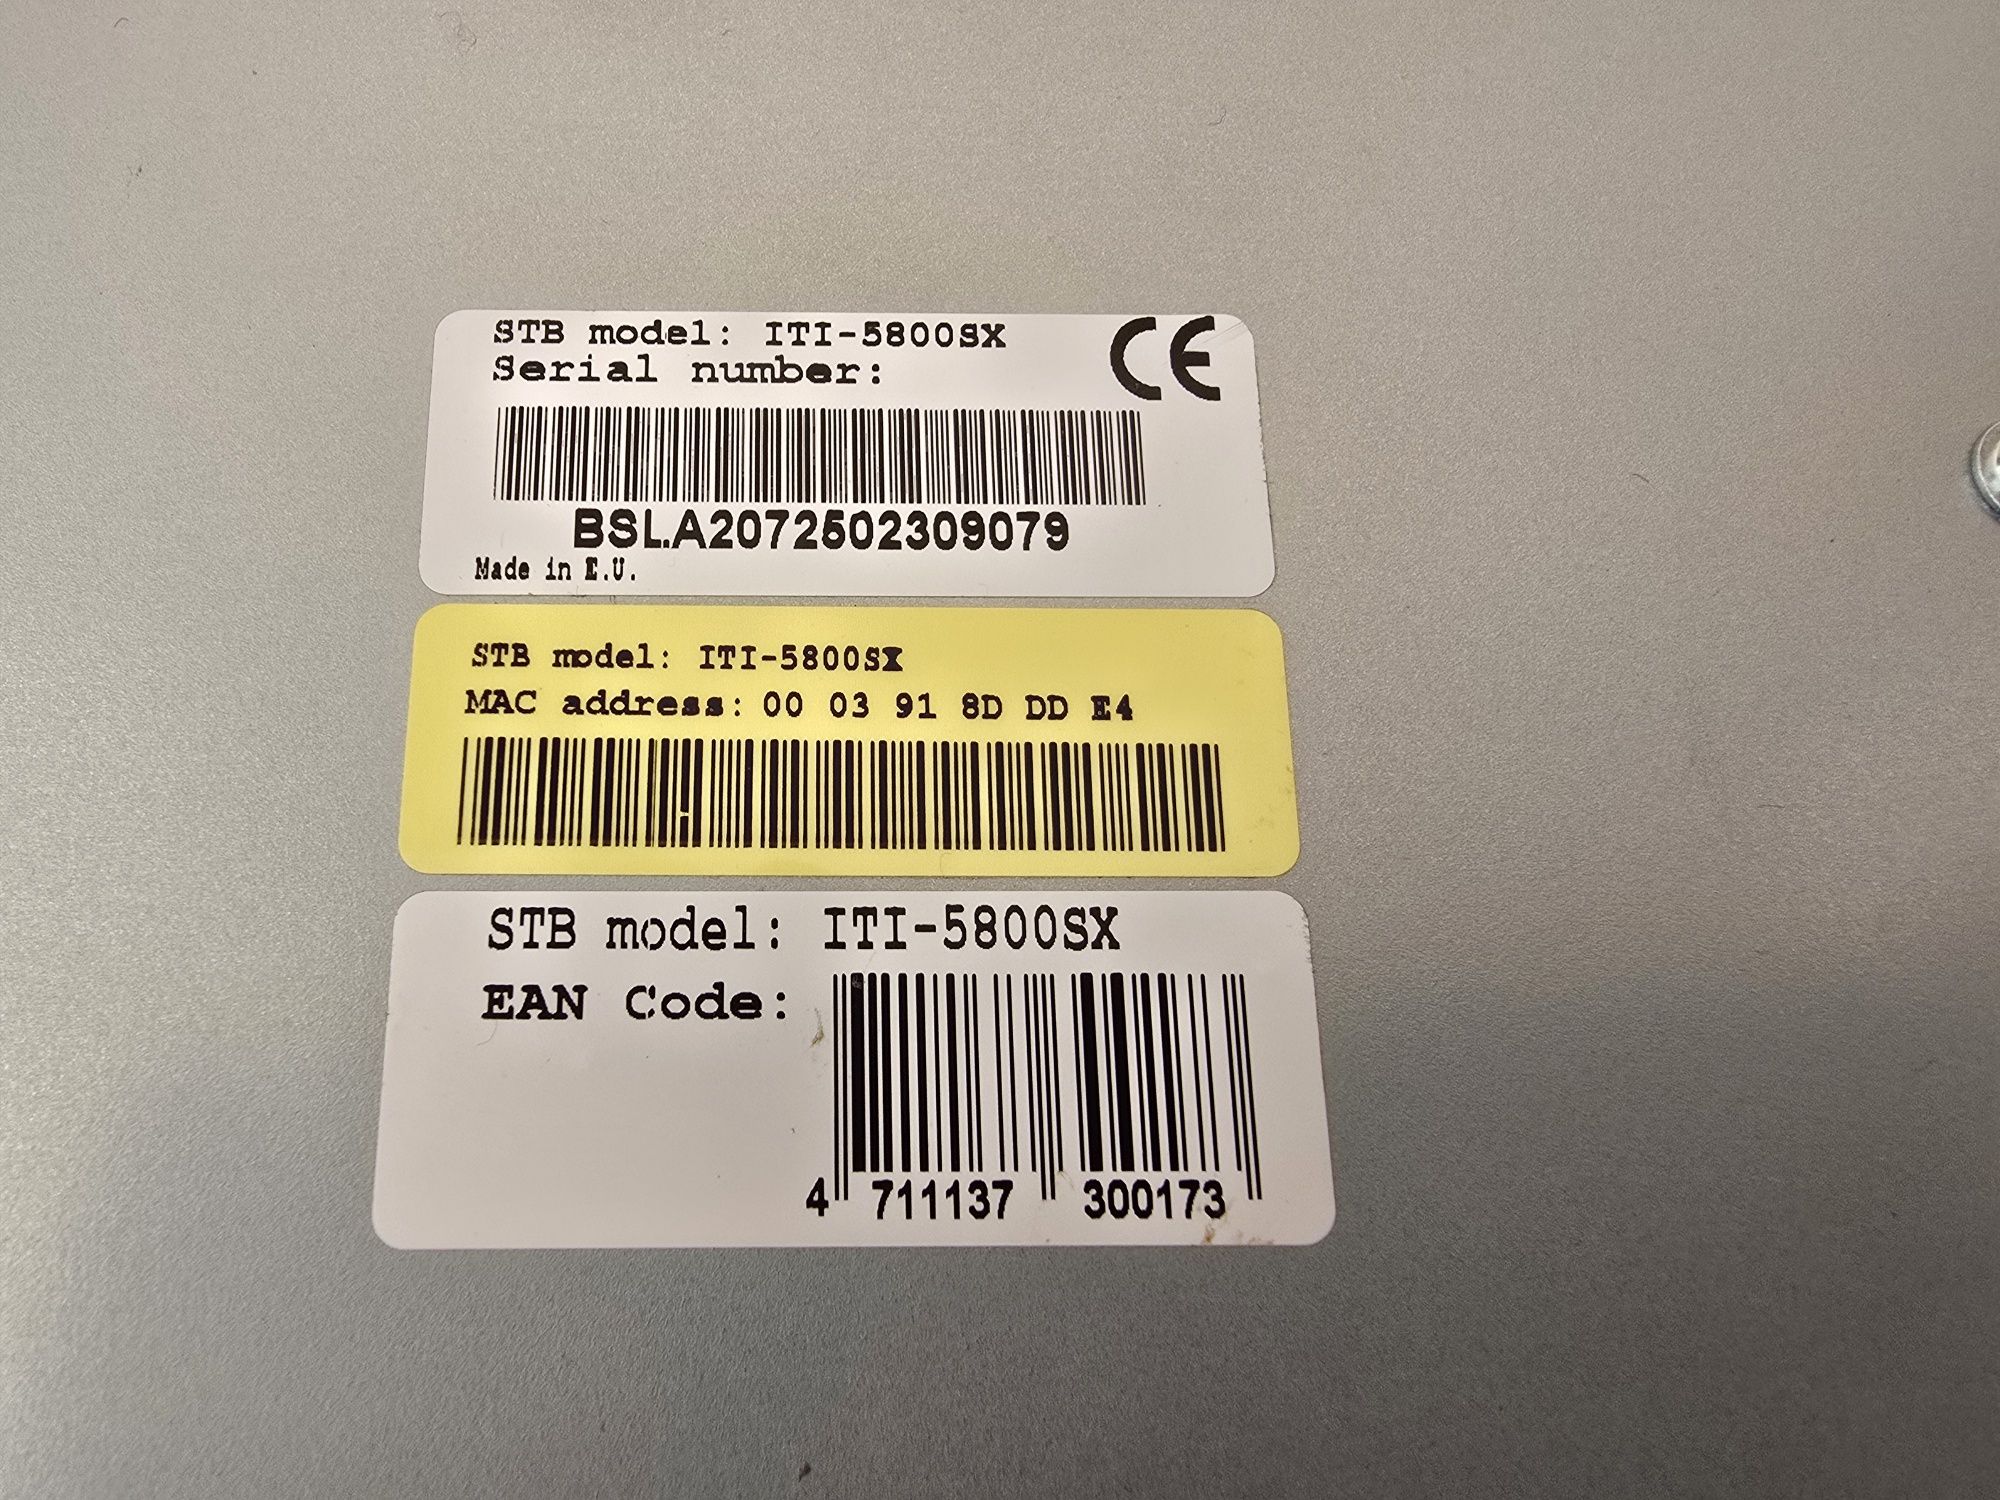 STB model: ITI-5800SX
CE
Serial number:
BSLA2072502309079
Made in E.U.
STB model: ITI-5800SX
MAC address: 00 03 91 8D DD E4
STB model: ITI-5800SX
EAN Code:
4 711137 300173